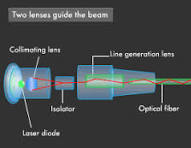 Two lenses guide the beam
Collimating lens
Line generation lens
Isolator
Optical fiber
Laser diode